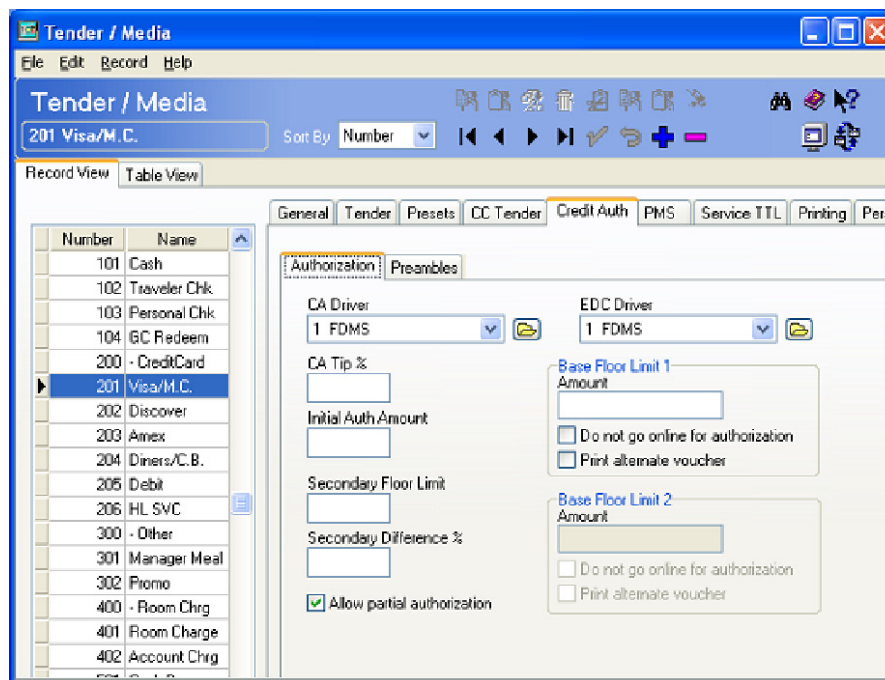 Tender / Media
File Edit Record Help
Tender / Media
201 Visa/M.C.
Sort By Number
Record View Table View
General Tender Presets CC Tender Credit Auth PMS Service TTL Printing Per
Number Name
101 Cash
102 Traveler Chk
103 Personal Chk
104 GC Redeem
200 - CreditCard
201 Visa/M.C.
202 Discover
203 Amex
204 Diners/C.B.
205 Debit
206 HL SVC
300 - Other
301 Manager Meal
302 Promo
400 - Room Chrg
401 Room Charge
402 Account Chrg
Authorization Preambles
CA Driver
1 FDMS
CA Tip %
Initial Auth Amount
Secondary Floor Limit
Secondary Difference %
Allow partial authorization
EDC Driver
1 FDMS
Base Floor Limit 1
Amount
Do not go online for authorization
Print alternate voucher
Base Floor Limit 2
Amount
Do not go online for authorization
Print alternate voucher